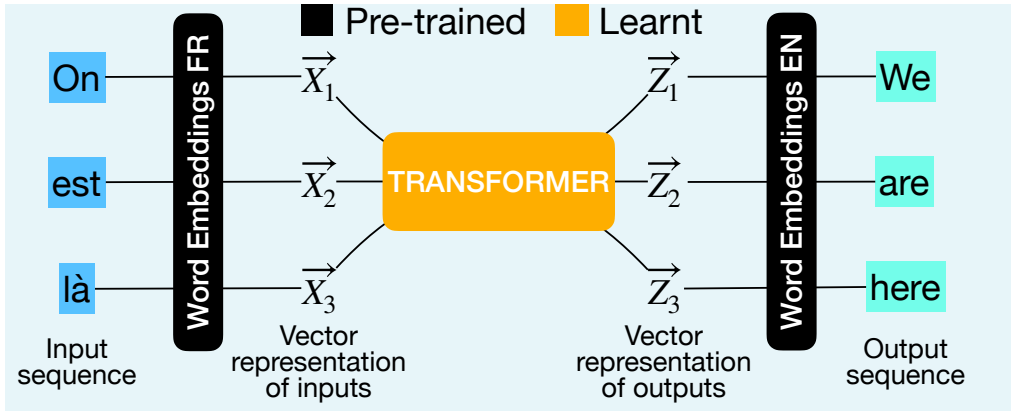 Pre-trained
Learnt
On
est
là
Word Embeddings FR
X₁
X₂
X₃
TRANSFORMER
Z₁
Z₂
Z₃
Word Embeddings EN
We
are
here
Input
sequence
Vector
representation
of inputs
Vector
representation
of outputs
Output
sequence